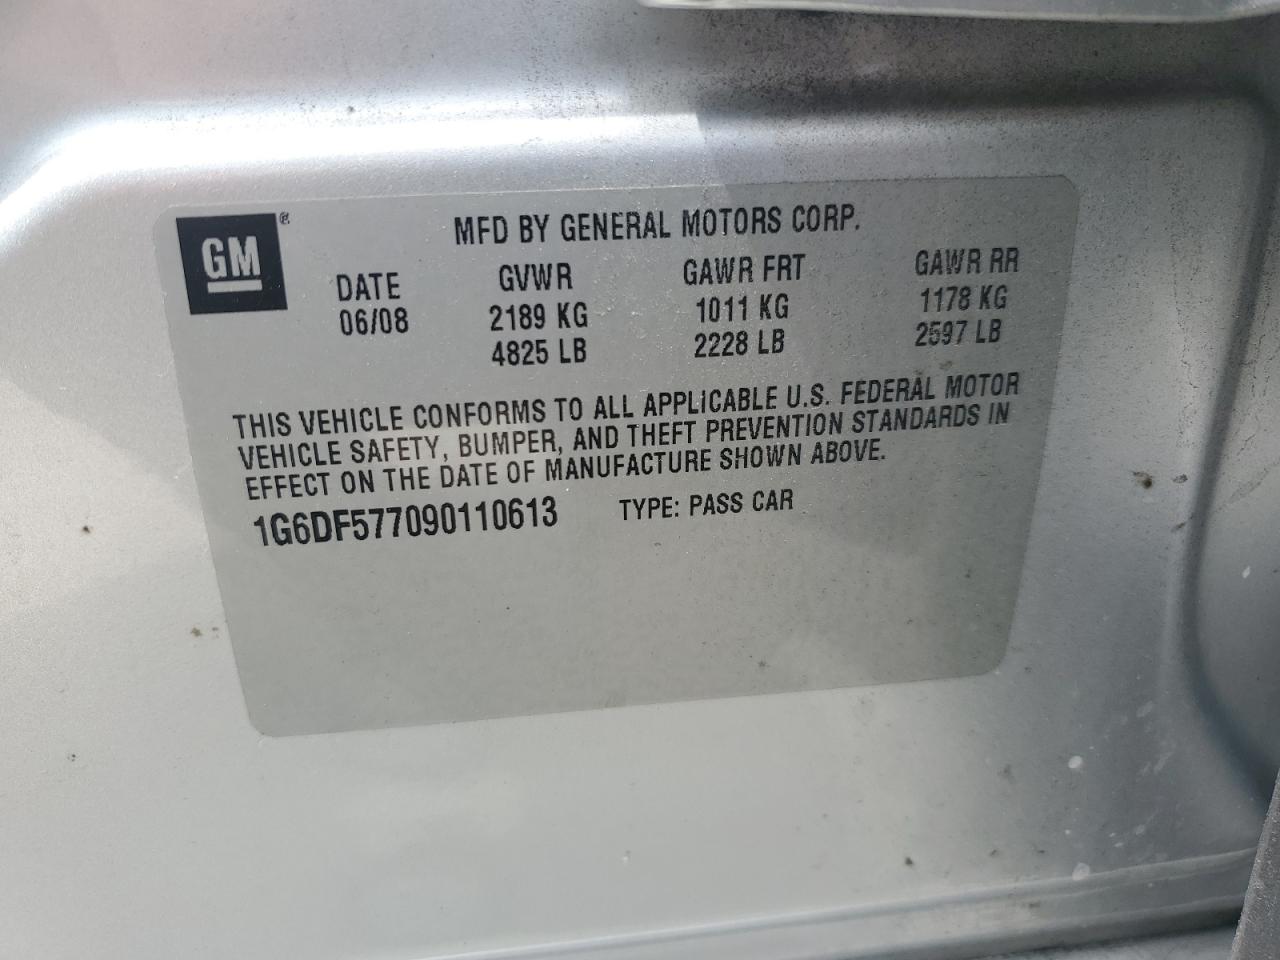 GM ®
MFD BY GENERAL MOTORS CORP.
DATE GVWR GAWR FRT GAWR RR
06/08 2189 KG 1011 KG 1178 KG
4825 LB 2228 LB 2597 LB
THIS VEHICLE CONFORMS TO ALL APPLICABLE U.S. FEDERAL MOTOR
VEHICLE SAFETY, BUMPER, AND THEFT PREVENTION STANDARDS IN
EFFECT ON THE DATE OF MANUFACTURE SHOWN ABOVE.
1G6DF577090110613 TYPE: PASS CAR